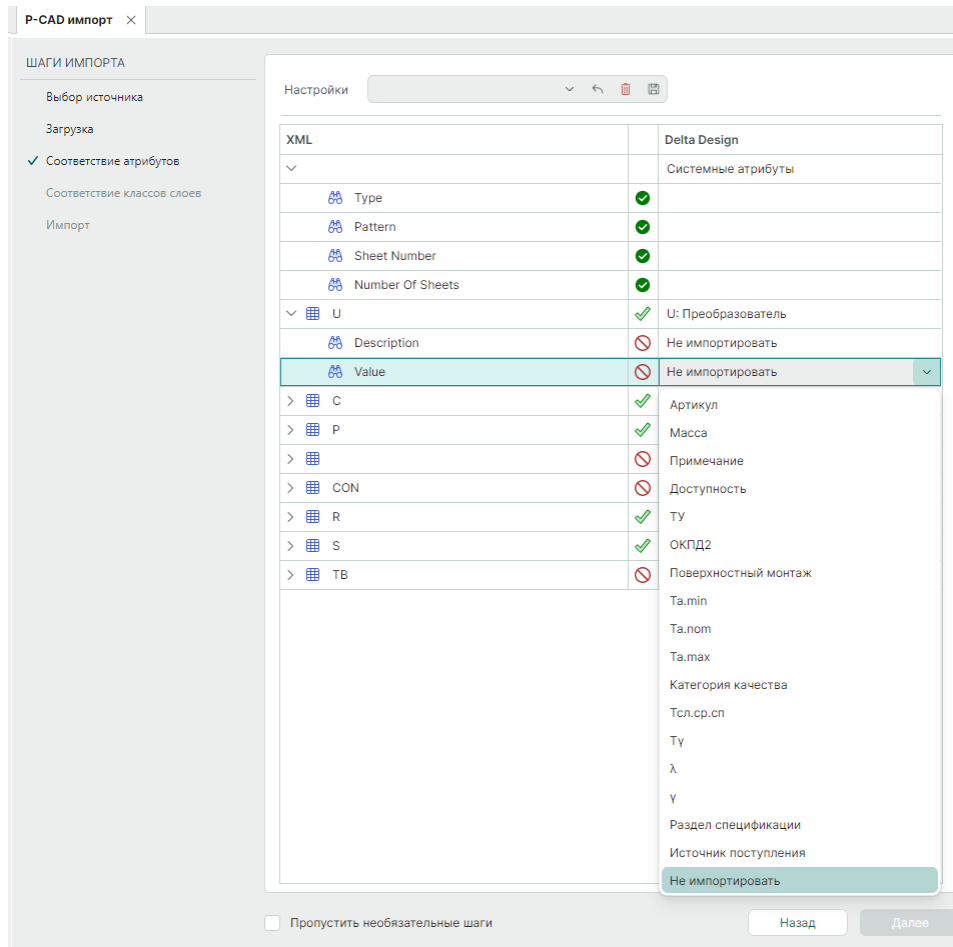 P-CAD импорт
ШАГИ ИМПОРТА
Выбор источника
Загрузка
Соответствие атрибутов
Соответствие классов слоев
Импорт
Настройки
XML Delta Design
Системные атрибуты
Type
Pattern
Sheet Number
Number Of Sheets
U U: Преобразователь
Description Не импортировать
Value Не импортировать
C
P
CON
R
S
TB
Артикул
Масса
Примечание
Доступность
ТУ
ОКПД2
Поверхностный монтаж
Ta.min
Ta.nom
Ta.max
Категория качества
Тсл.ср.сп
Tγ
λ
γ
Раздел спецификации
Источник поступления
Не импортировать
Пропустить необязательные шаги
Назад Далее